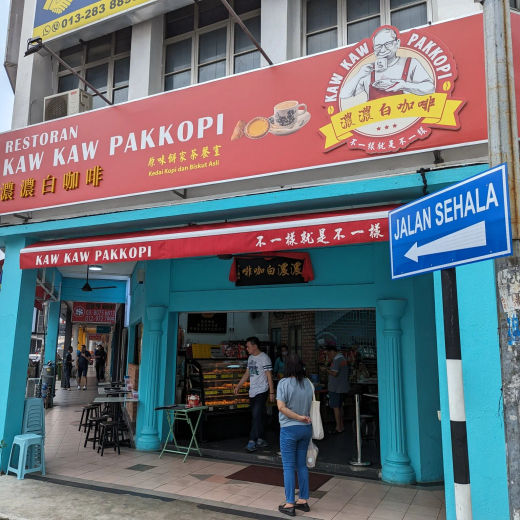 013-283 885
RESTORAN
KAW KAW PAKKOPI
濃濃白咖啡
原味餅家茶餐室
Kedai Kopi dan Biskut Asli
KAW KAW PAKKOPI
濃濃白咖啡
不一樣就是不一樣
KAW KAW PAKKOPI
不一樣就是不一樣
JALAN SEHALA
啡咖白濃濃